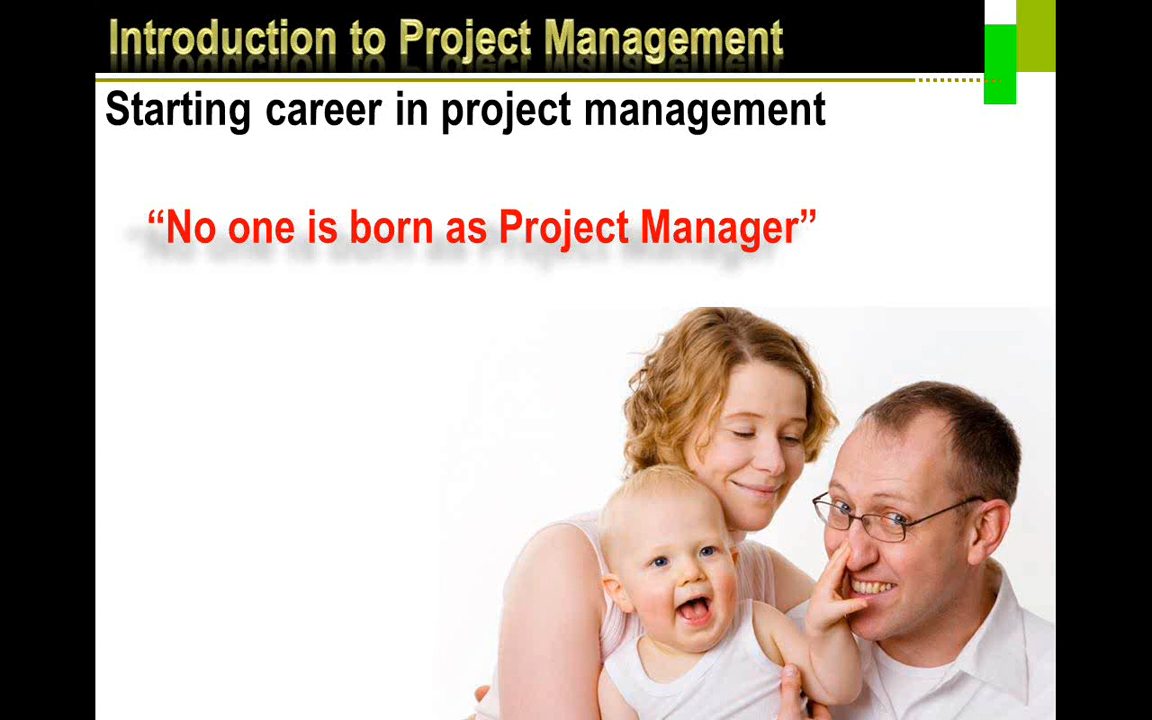 Introduction to Project Management
Starting career in project management
“No one is born as Project Manager”